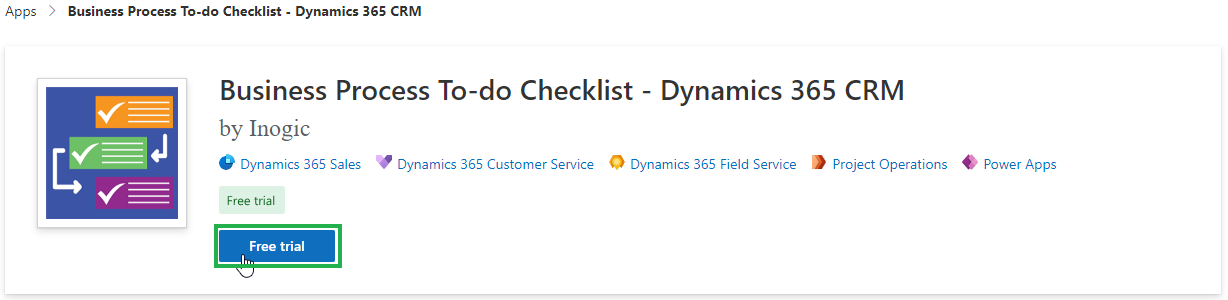 Apps > Business Process To-do Checklist - Dynamics 365 CRM
Business Process To-do Checklist - Dynamics 365 CRM
by Inogic
Dynamics 365 Sales Dynamics 365 Customer Service Dynamics 365 Field Service Project Operations Power Apps
Free trial
Free trial